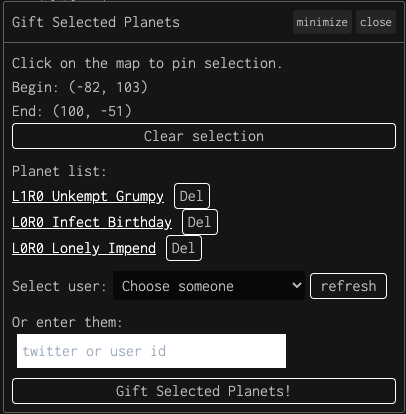 Gift Selected Planets minimize close
Click on the map to pin selection.
Begin: (-82, 103)
End: (100, -51)
Clear selection
Planet list:
L1R0 Unkempt Grumpy Del
L0R0 Infect Birthday Del
L0R0 Lonely Impend Del
Select user: Choose someone refresh
Or enter them:
twitter or user id
Gift Selected Planets!